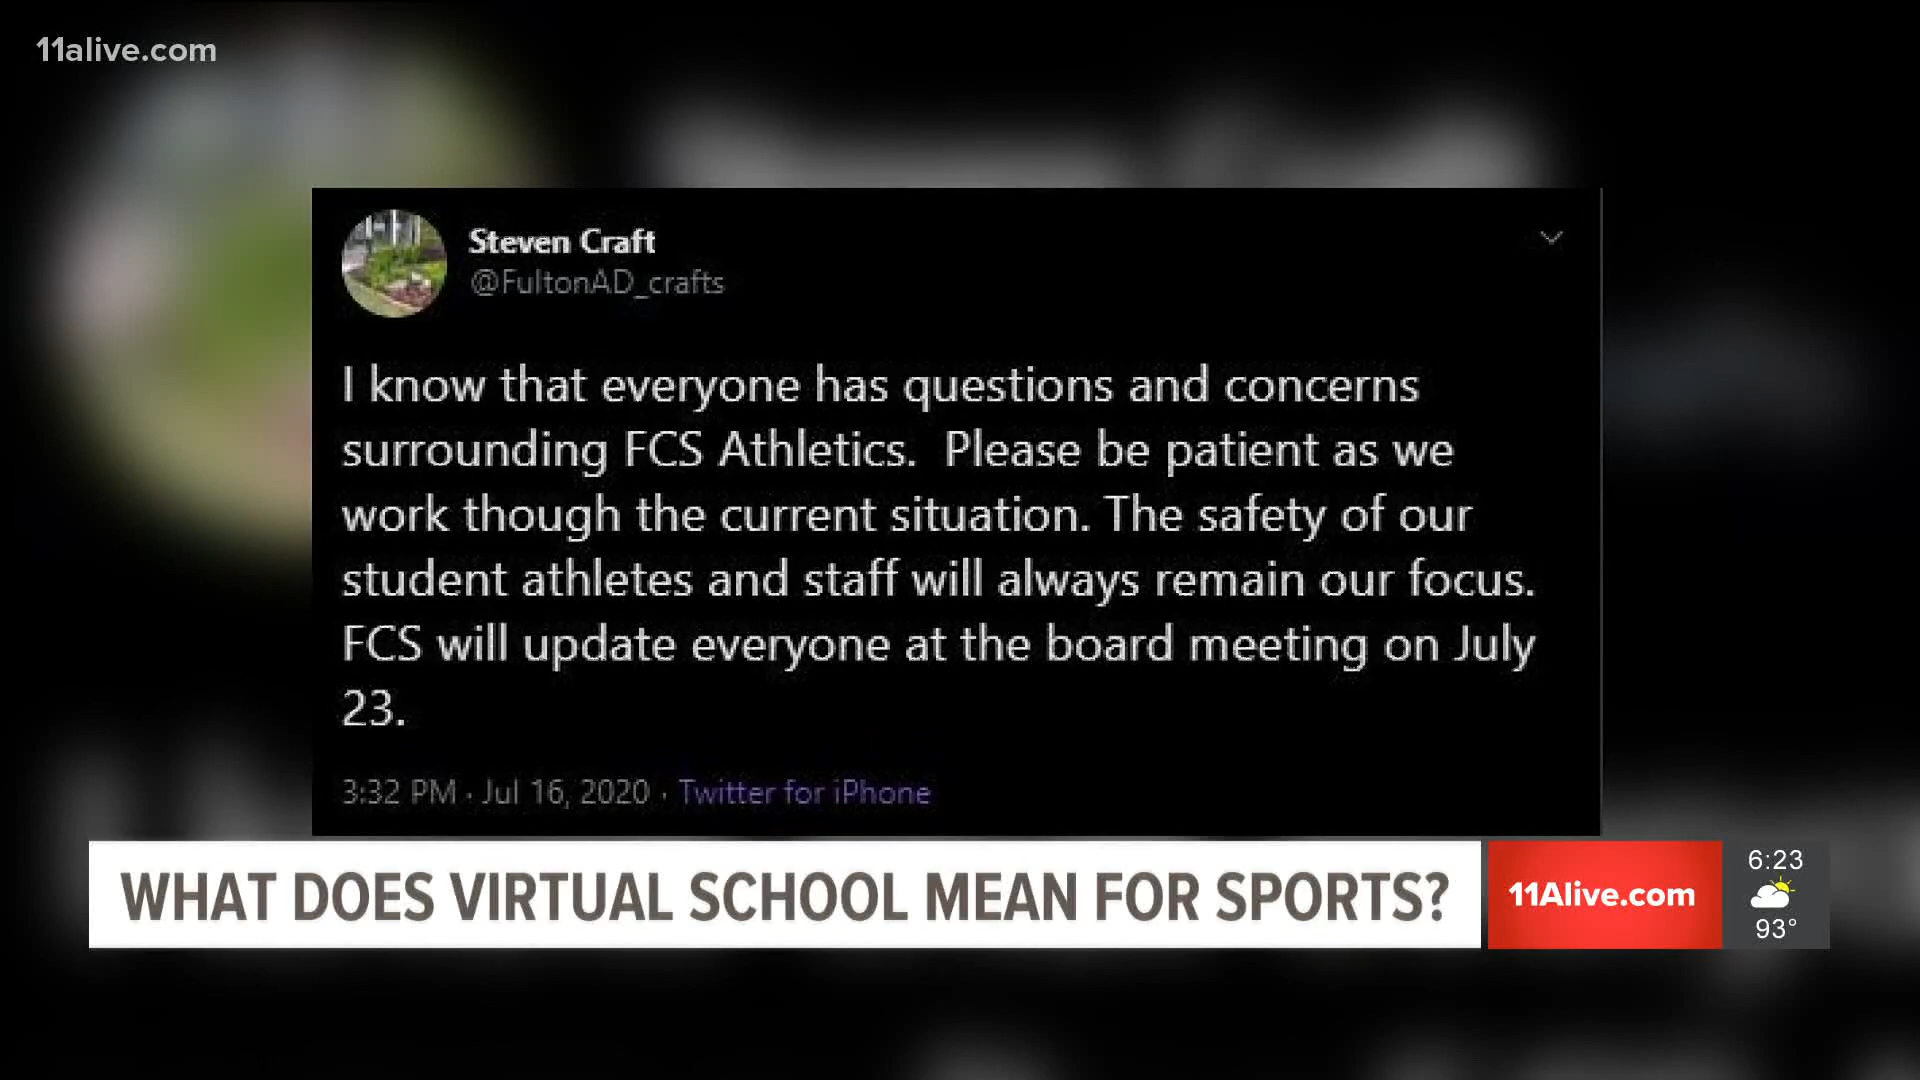 11alive.com
Steven Craft
@FultonAD_crafts
I know that everyone has questions and concerns
surrounding FCS Athletics.  Please be patient as we
work though the current situation. The safety of our
student athletes and staff will always remain our focus.
FCS will update everyone at the board meeting on July
23.
3:32 PM · Jul 16, 2020 · Twitter for iPhone
WHAT DOES VIRTUAL SCHOOL MEAN FOR SPORTS?
11Alive.com
6:23
93°